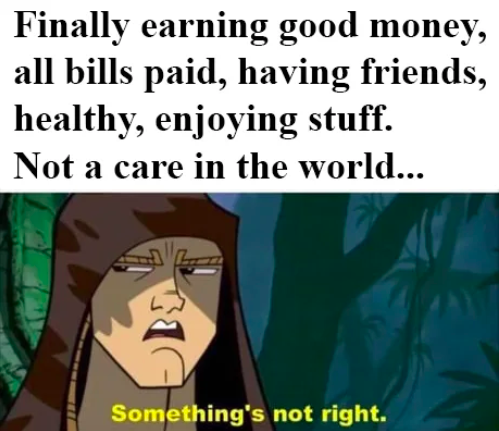 Finally earning good money,
all bills paid, having friends,
healthy, enjoying stuff.
Not a care in the world...
Something's not right.